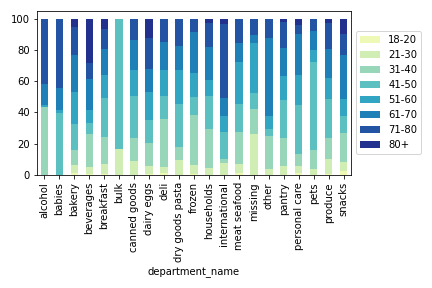 100
80
60
40
20
0
alcohol
babies
bakery
beverages
breakfast
bulk
canned goods
dairy eggs
deli
dry goods pasta
frozen
households
international
meat seafood
missing
other
pantry
personal care
pets
produce
snacks
department_name
18-20
21-30
31-40
41-50
51-60
61-70
71-80
80+